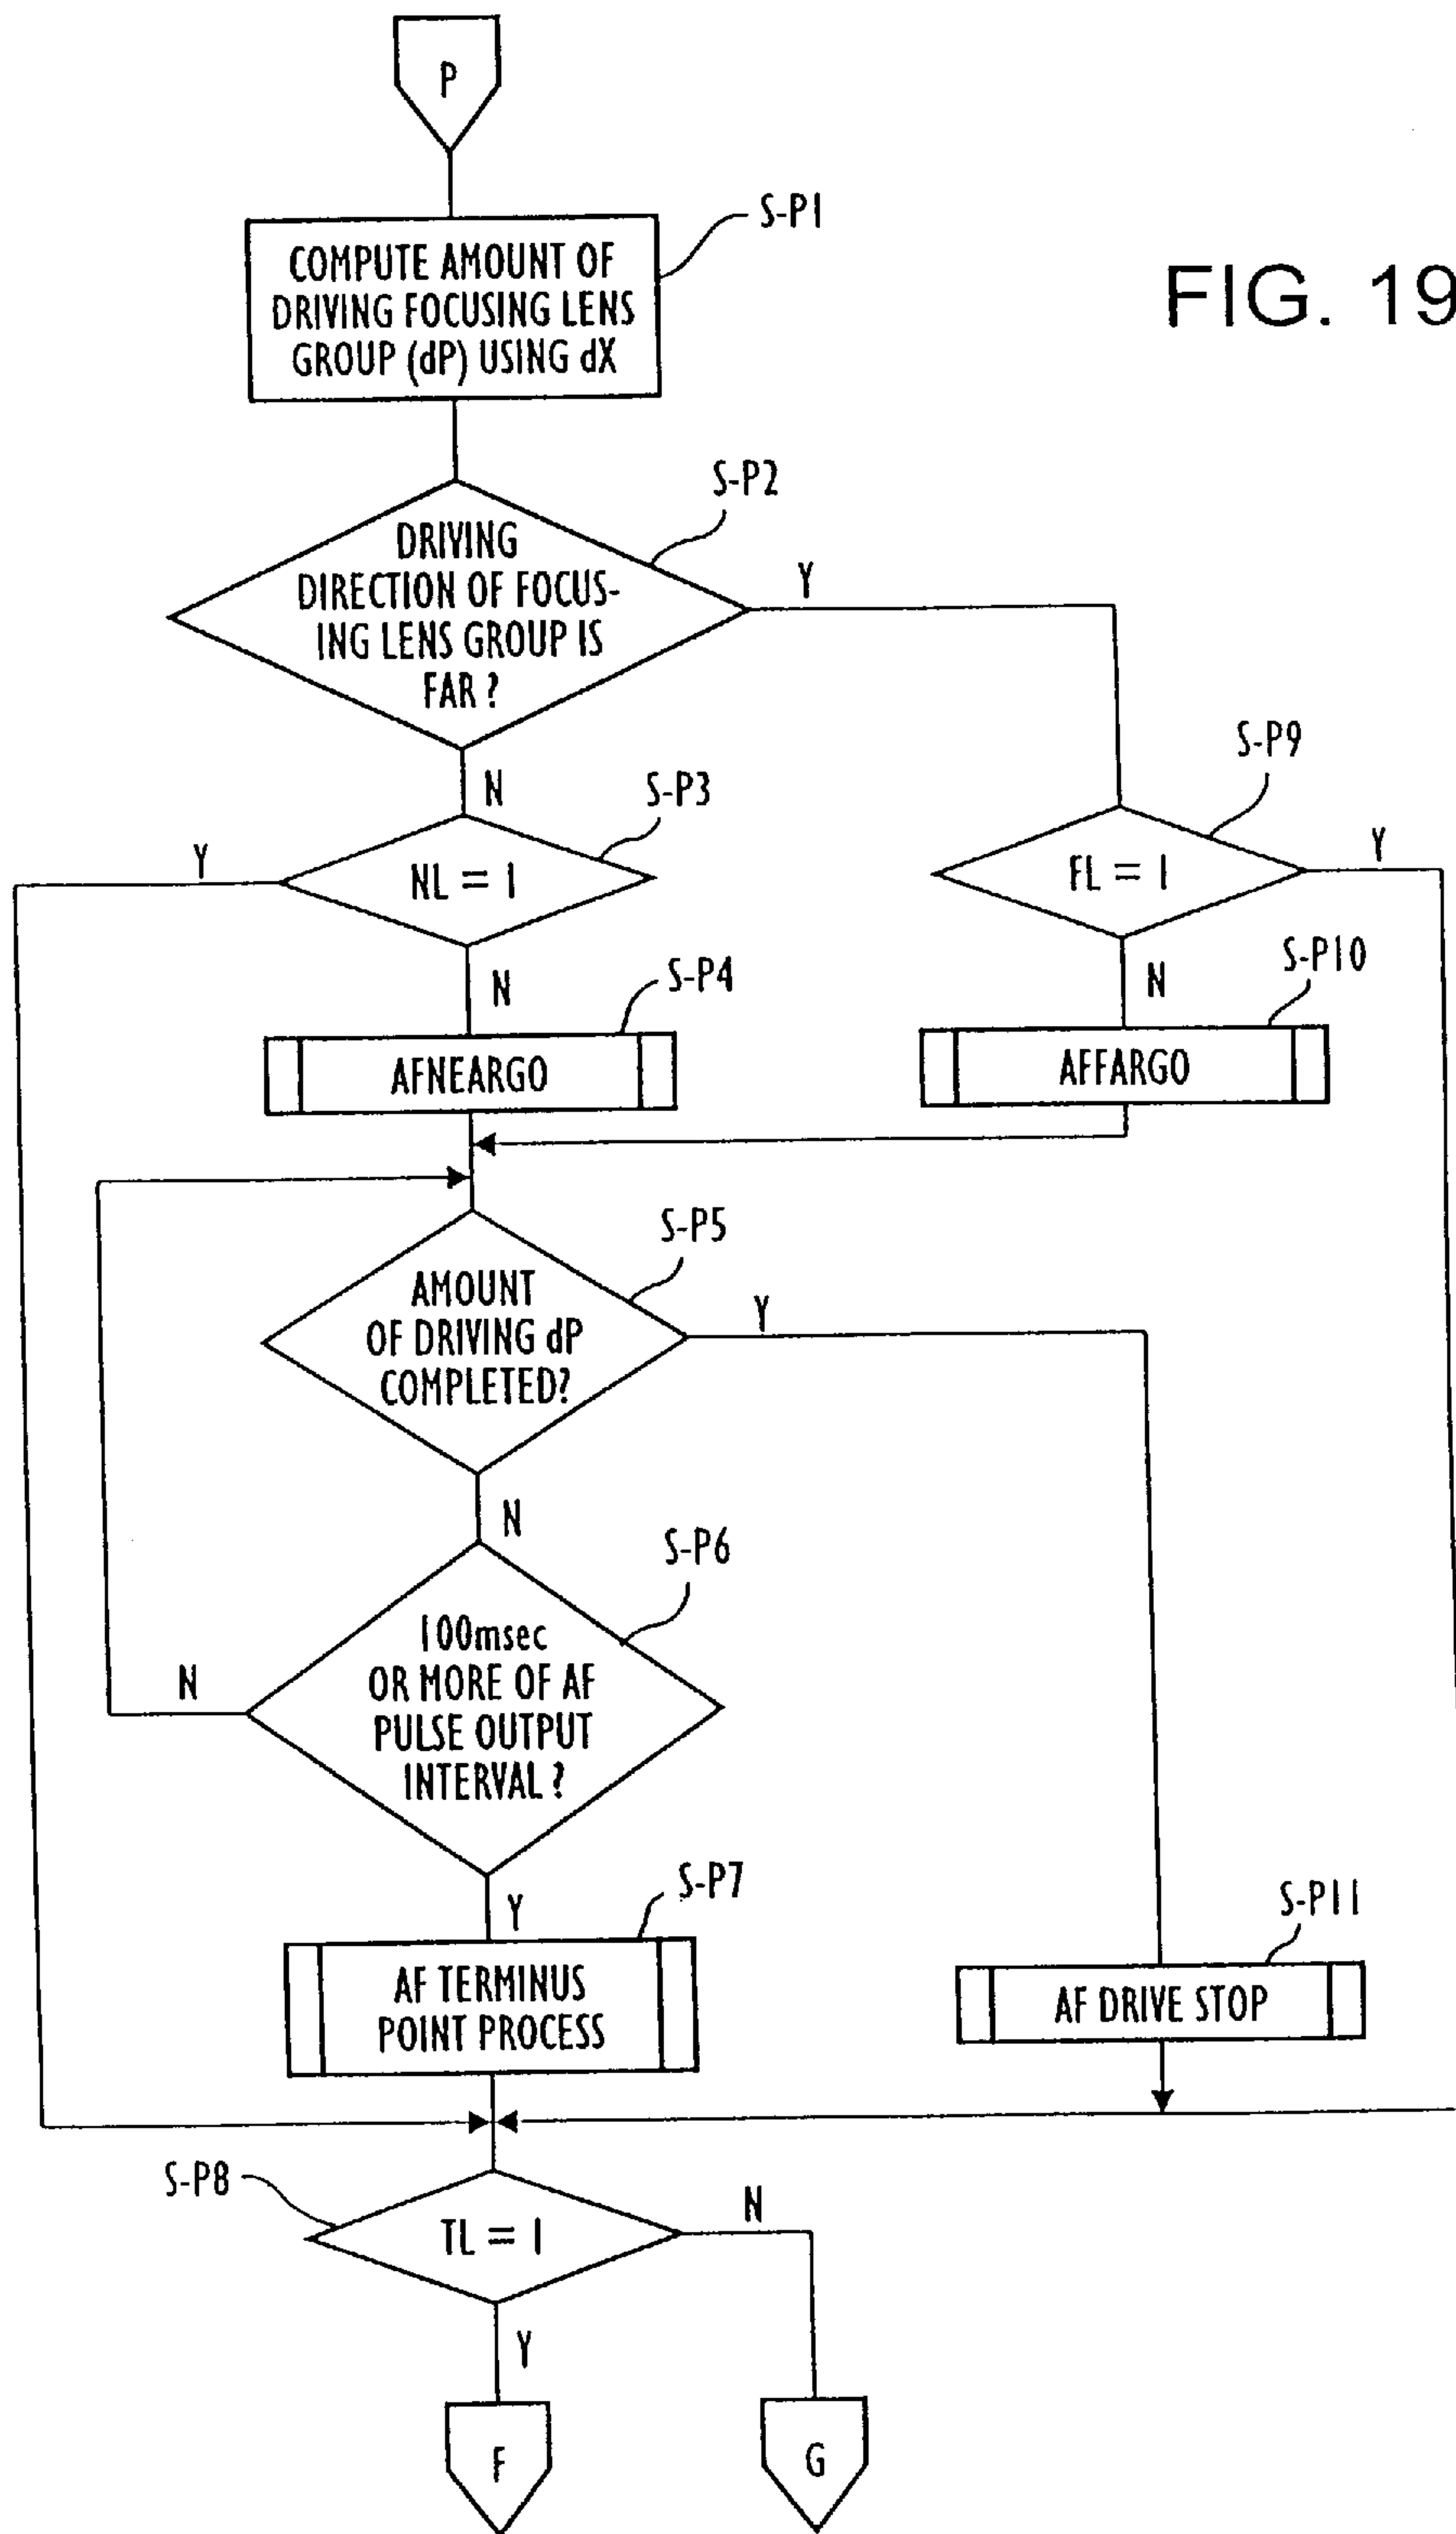 P
S-P1
COMPUTE AMOUNT OF
DRIVING FOCUSING LENS
GROUP (dP) USING dX
FIG. 19
S-P2
DRIVING
DIRECTION OF FOCUS-
ING LENS GROUP IS
FAR ?
Y
N
S-P3
Y
NL = 1
N
S-P4
AFNEARGO
S-P9
FL = 1
Y
N
S-P10
AFFARGO
S-P5
AMOUNT
OF DRIVING dP
COMPLETED?
Y
N
S-P6
100msec
OR MORE OF AF
PULSE OUTPUT
INTERVAL ?
N
Y
S-P7
AF TERMINUS
POINT PROCESS
S-P11
AF DRIVE STOP
S-P8
TL = 1
N
Y
F
G